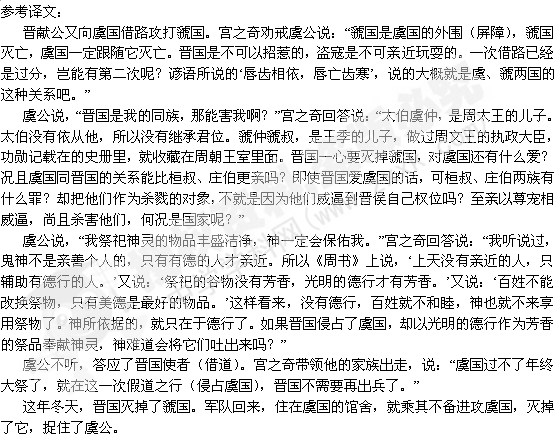 参考译文：
晋献公又向虞国借路攻打虢国。宫之奇劝戒虞公说：“虢国是虞国的外围（屏障），虢国
灭亡，虞国一定跟随它灭亡。晋国是不可以招惹的，盗寇是不可亲近玩耍的。一次借路已经
是过分，岂能有第二次呢？谚语所说的‘唇齿相依，唇亡齿寒’，说的大概就是虞、虢两国的
这种关系吧。”
虞公说，“晋国是我的同族，那能害我啊？”宫之奇回答说：“太伯虞仲，是周太王的儿子。
太伯没有依从他，所以没有继承君位。虢仲虢叔，是王季的儿子，做过周文王的执政大臣，
功勋记载在的史册里，就收藏在周朝王室里面。晋国一心要灭掉虢国，对虞国还有什么爱？
况且虞国同晋国的关系能比桓叔、庄伯更亲吗？即使晋国爱虞国的话，可桓叔、庄伯两族有
什么罪？却把他们作为杀戮的对象，不就是因为他们威逼到晋侯自己权位吗？至亲以尊宠相
威逼，尚且杀害他们，何况是国家呢？”
虞公说，“我祭祀神灵的物品丰盛洁净，神一定会保佑我。”宫之奇回答说：“我听说过，
鬼神不是亲善个人的，只有有德的人才亲近。所以《周书》上说，‘上天没有亲近的人，只
辅助有德行的人。’又说：‘祭祀的谷物没有芳香，光明的德行才有芳香。’又说：‘百姓不能
改换祭物，只有美德是最好的物品。’这样看来，没有德行，百姓就不和睦，神也就不来享
用祭物了。神所依据的，就只在于德行了。如果晋国侵占了虞国，却以光明的德行作为芳香
的祭品奉献神灵，神难道会将它们吐出来吗？”
虞公不听，答应了晋国使者（借道）。宫之奇带领他的家族出走，说：“虞国过不了年终
大祭了，就在这一次假道之行（侵占虞国），晋国不需要再出兵了。”
这年冬天，晋国灭掉了虢国。军队回来，住在虞国的馆舍，就乘其不备进攻虞国，灭掉
了它，捉住了虞公。